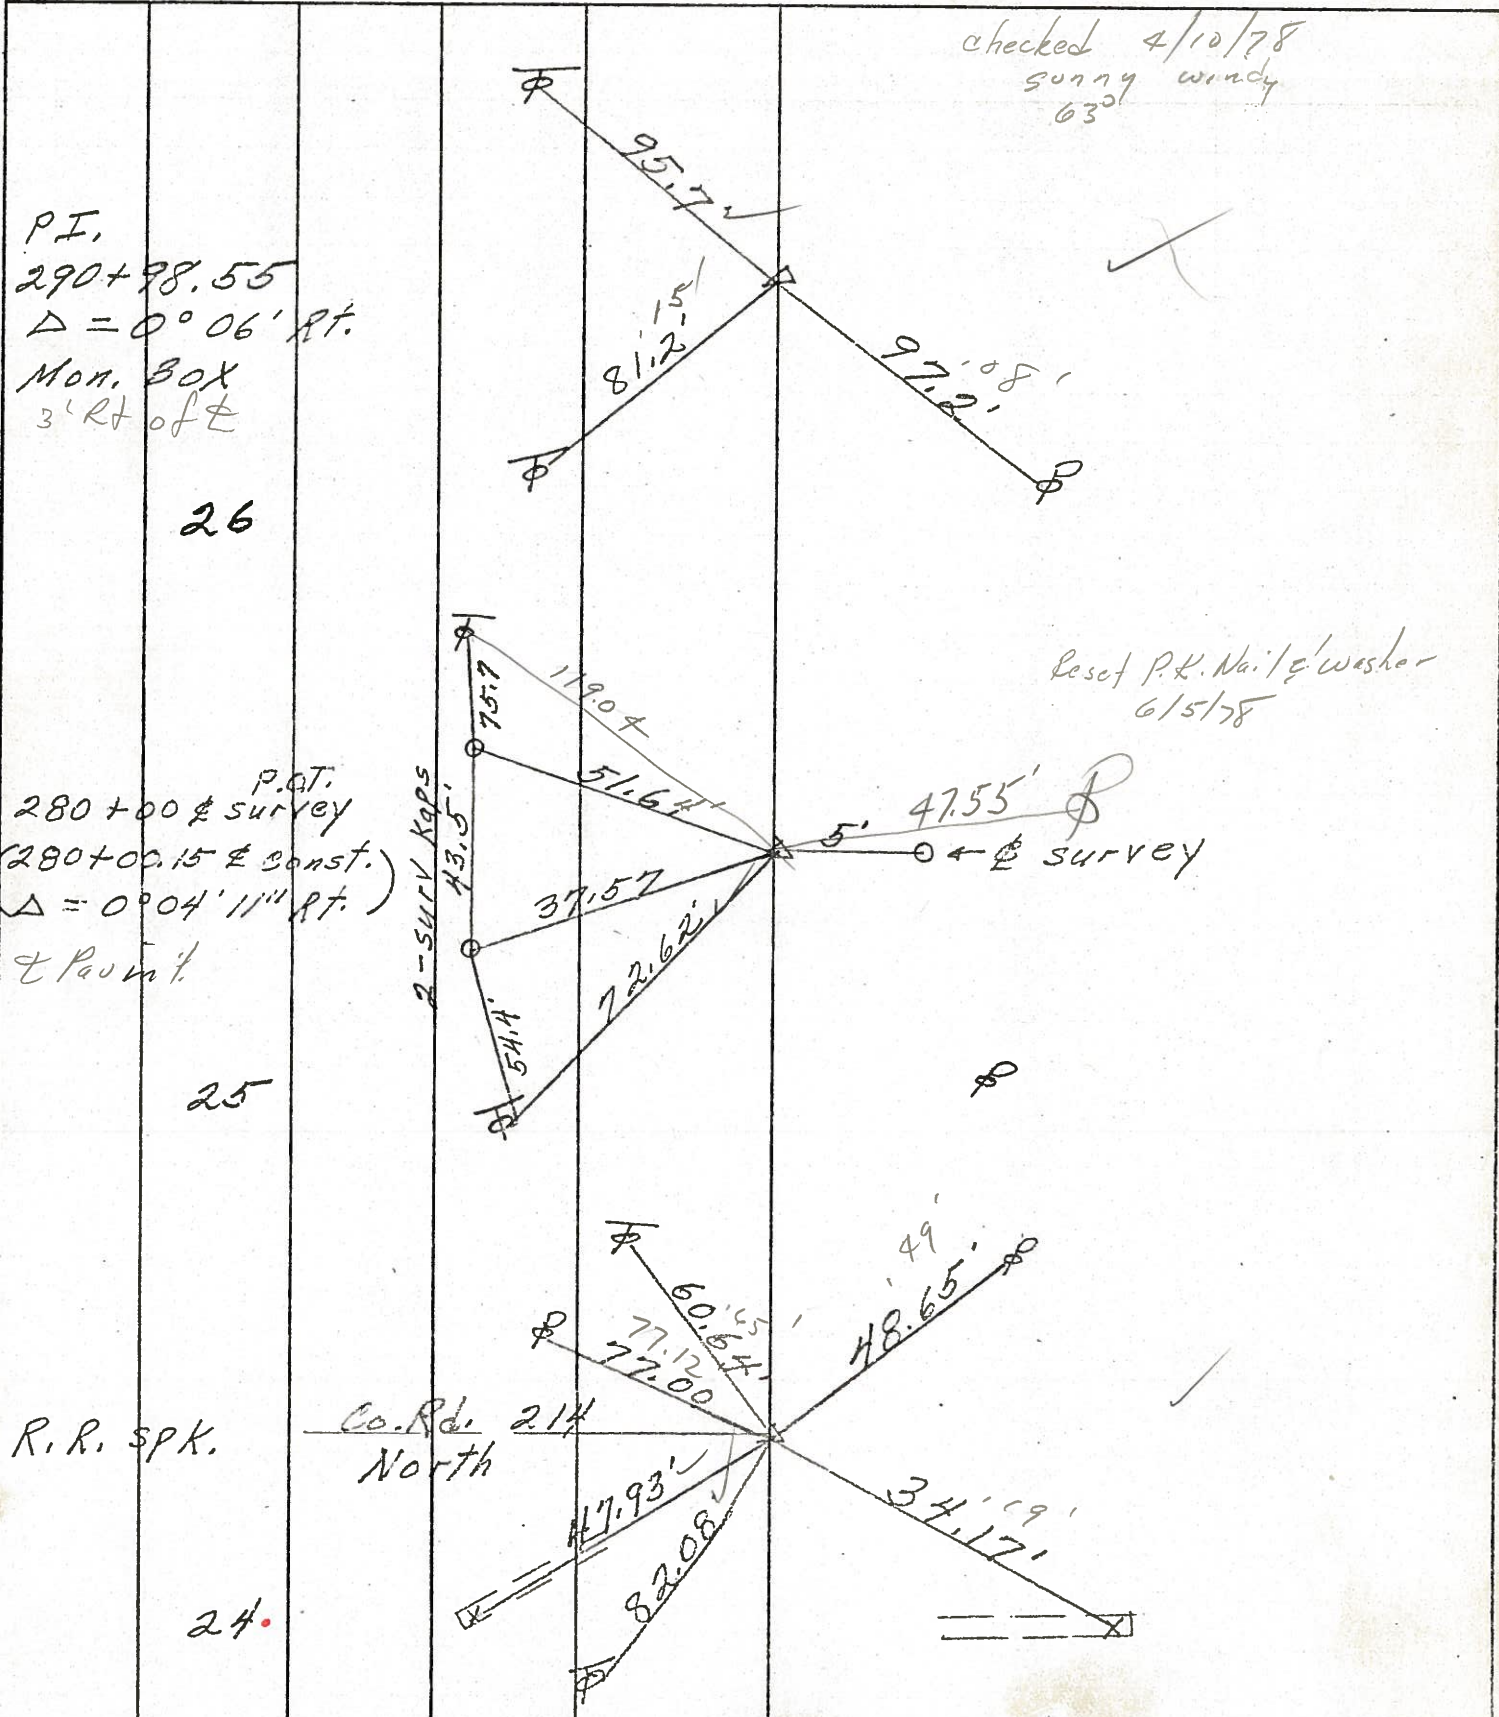 checked 4/10/78
sunny windy
63°
95.7'
P.I.
290+98.55
Δ = 0° 06' Rt.
Mon. Box
3' Rt of ℄
.15'
81.2'
.08'
97.2'
26
Reset P.K. Nail & washer
6/5/78
75.7
119.04
P.O.T.
280+00 ℄ survey
(280+00.15 ℄ const.)
Δ = 0°04'11" Rt.)
℄ Pavm't.
2-surv Kaps
43.5'
51.64'
47.55'
5'
← ℄ survey
37.57
72.62'
54.4'
25
.49'
48.65'
60.64'
.65'
77.12
77.00
R.R. spk.
Co. Rd. 214
North
47.93'
82.08'
.19'
34.17'
24.